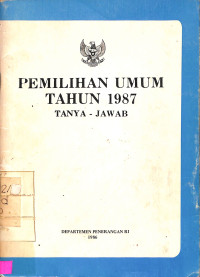 PEMILIHAN UMUM
TAHUN 1987
TANYA - JAWAB
DEPARTEMEN PENERANGAN RI
1986